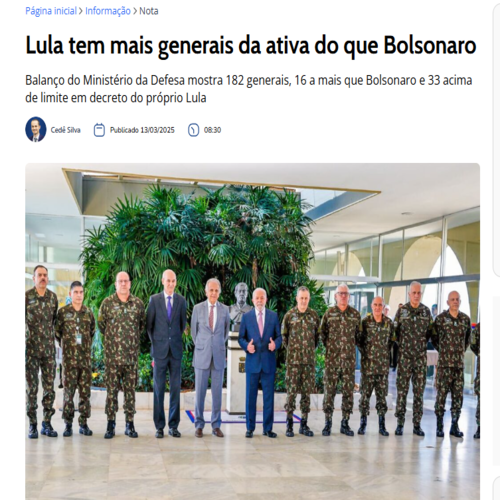 Página inicial > Informação > Nota
Lula tem mais generais da ativa do que Bolsonaro
Balanço do Ministério da Defesa mostra 182 generais, 16 a mais que Bolsonaro e 33 acima
de limite em decreto do próprio Lula
Cedê Silva Publicado 13/03/2025 08:30